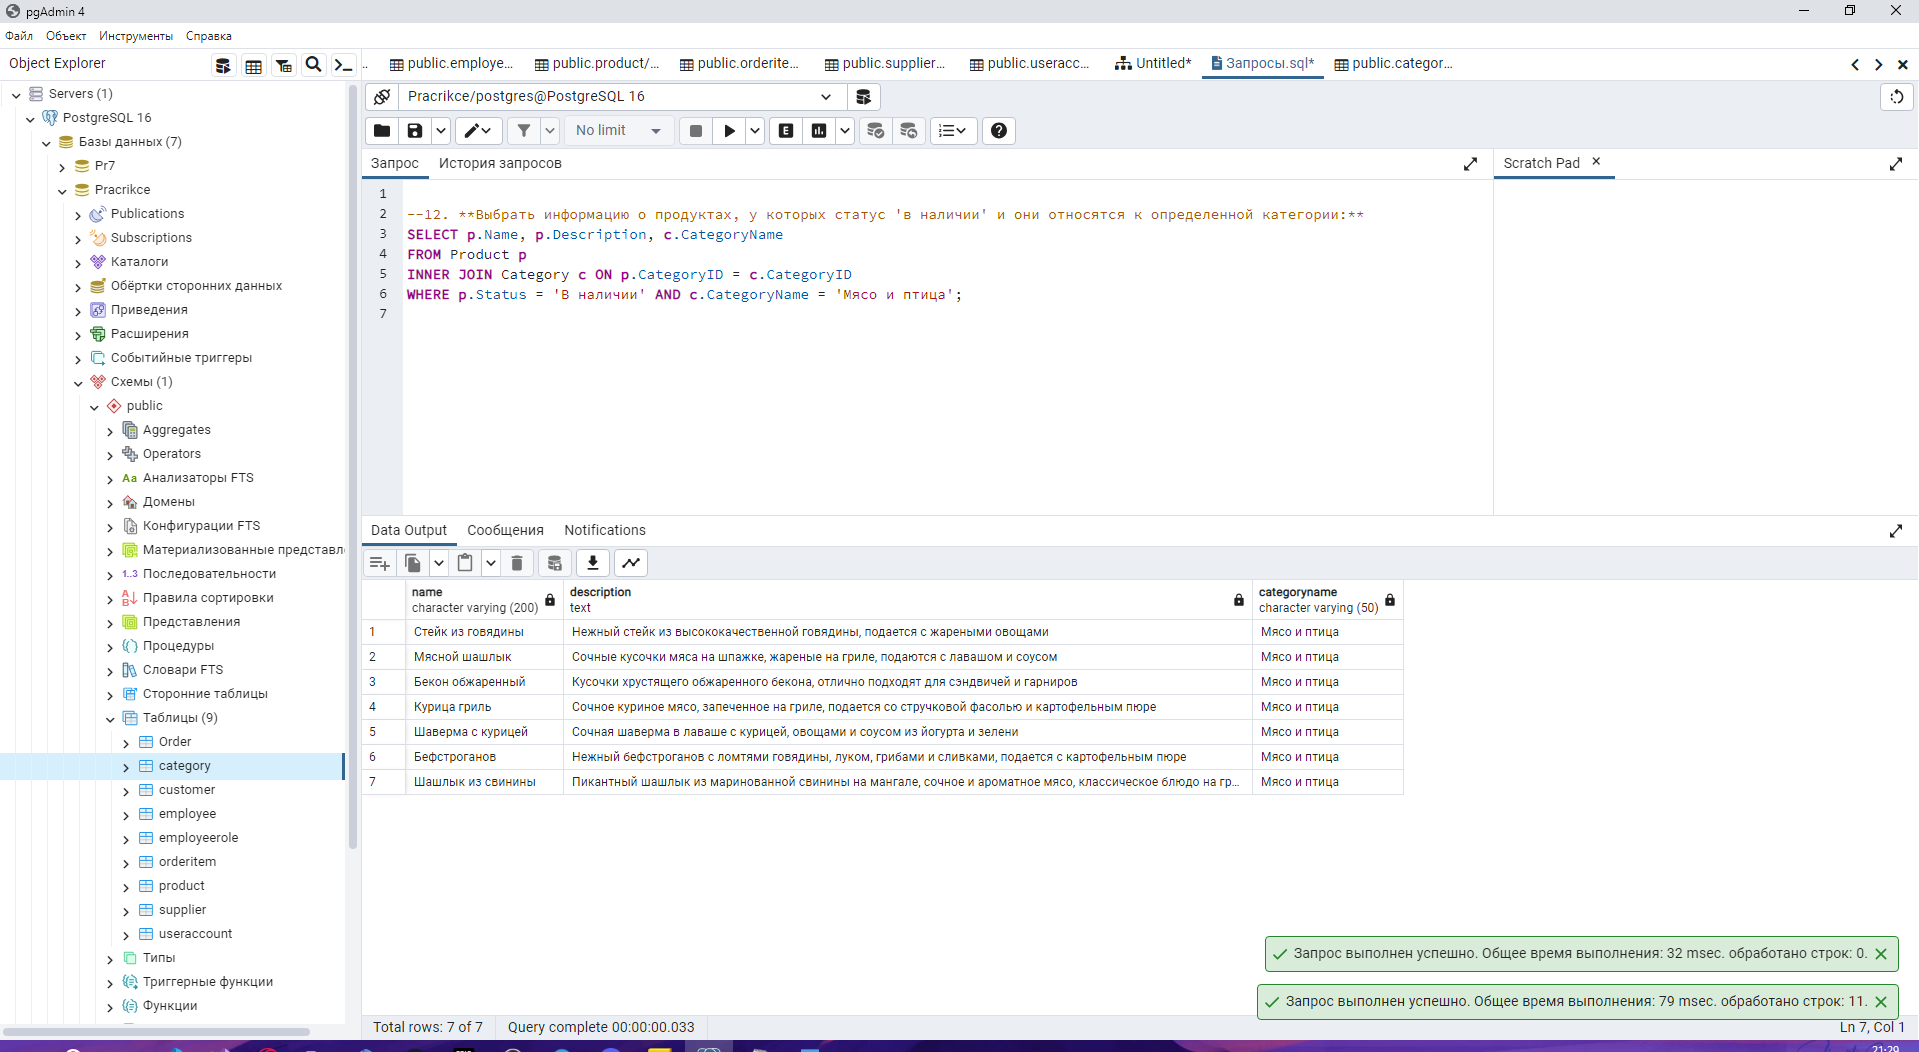 pgAdmin 4
Файл Объект Инструменты Справка
Object Explorer
public.employe... public.product/... public.orderite... public.supplier... public.useracc... Untitled* Запросы.sql* public.categor...
Servers (1)
PostgreSQL 16
Базы данных (7)
Pr7
Pracrikce
Publications
Subscriptions
Каталоги
Обёртки сторонних данных
Приведения
Расширения
Событийные триггеры
Схемы (1)
public
Aggregates
Operators
Aa Анализаторы FTS
Домены
Конфигурации FTS
Материализованные представл
1..3 Последовательности
Правила сортировки
Представления
Процедуры
Словари FTS
Сторонние таблицы
Таблицы (9)
Order
category
customer
employee
employeerole
orderitem
product
supplier
useraccount
Типы
Триггерные функции
Функции
Pracrikce/postgres@PostgreSQL 16
No limit
E
Запрос История запросов
Scratch Pad
1
2 --12. **Выбрать информацию о продуктах, у которых статус 'в наличии' и они относятся к определенной категории:**
3 SELECT p.Name, p.Description, c.CategoryName
4 FROM Product p
5 INNER JOIN Category c ON p.CategoryID = c.CategoryID
6 WHERE p.Status = 'В наличии' AND c.CategoryName = 'Мясо и птица';
7
Data Output Сообщения Notifications
name description categoryname
character varying (200) text character varying (50)
1 Стейк из говядины Нежный стейк из высококачественной говядины, подается с жареными овощами Мясо и птица
2 Мясной шашлык Сочные кусочки мяса на шпажке, жареные на гриле, подаются с лавашом и соусом Мясо и птица
3 Бекон обжаренный Кусочки хрустящего обжаренного бекона, отлично подходят для сэндвичей и гарниров Мясо и птица
4 Курица гриль Сочное куриное мясо, запеченное на гриле, подается со стручковой фасолью и картофельным пюре Мясо и птица
5 Шаверма с курицей Сочная шаверма в лаваше с курицей, овощами и соусом из йогурта и зелени Мясо и птица
6 Бефстроганов Нежный бефстроганов с ломтями говядины, луком, грибами и сливками, подается с картофельным пюре Мясо и птица
7 Шашлык из свинины Пикантный шашлык из маринованной свинины на мангале, сочное и ароматное мясо, классическое блюдо на гр... Мясо и птица
Запрос выполнен успешно. Общее время выполнения: 32 msec. обработано строк: 0.
Запрос выполнен успешно. Общее время выполнения: 79 msec. обработано строк: 11.
Total rows: 7 of 7 Query complete 00:00:00.033 Ln 7, Col 1
21:29